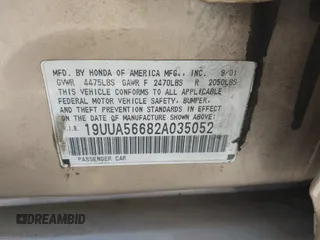 MFD. BY HONDA OF AMERICA MFG., INC. 9/01
GVWR 4475LBS GAWR F 2470LBS R 2050LBS
THIS VEHICLE CONFORMS TO ALL APPLICABLE
FEDERAL MOTOR VEHICLE SAFETY, BUMPER,
AND THEFT PREVENTION STANDARDS IN EFFECT
ON THE DATE OF MANUFACTURE SHOWN ABOVE.
V.I.N. 19UUA56682A035052
PASSENGER CAR
DREAMBID